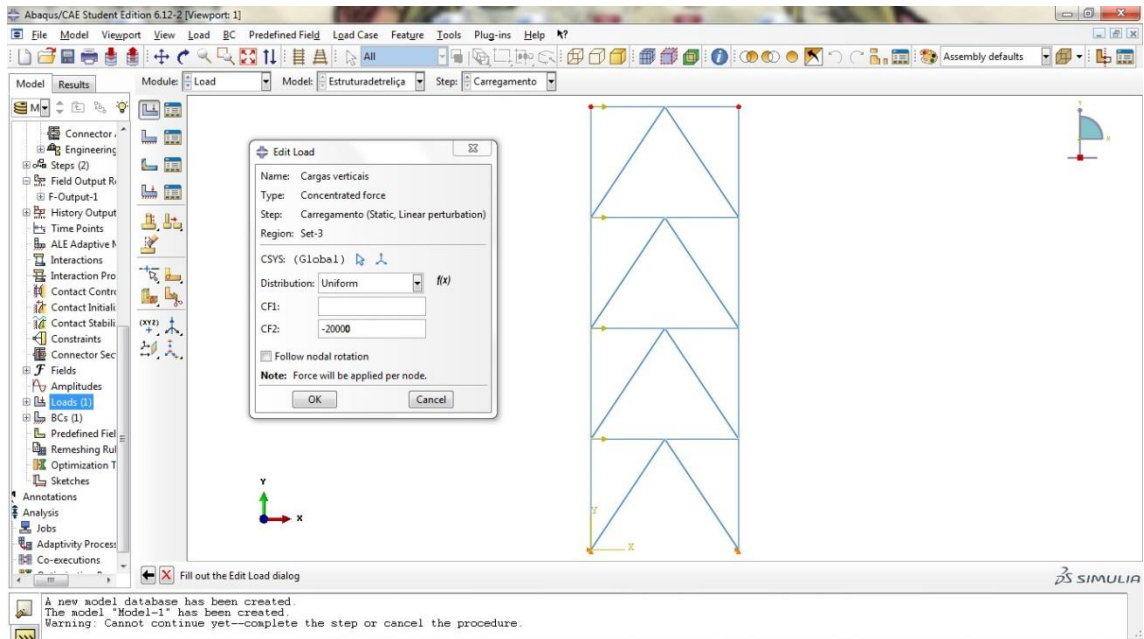 Abaqus/CAE Student Edition 6.12-2 [Viewport: 1]
File Model Viewport View Load BC Predefined Field Load Case Feature Tools Plug-ins Help
All
Assembly defaults
Model Results
Module: Load Model: Estruturadetreliça Step: Carregamento
Connector
Engineering
Steps (2)
Field Output R
F-Output-1
History Output
Time Points
ALE Adaptive
Interactions
Interaction Pro
Contact Contr
Contact Initiali
Contact Stabili
Constraints
Connector Sec
Fields
Amplitudes
Loads (1)
BCs (1)
Predefined Fiel
Remeshing Rul
Optimization T
Sketches
Annotations
Analysis
Jobs
Adaptivity Process
Co-executions
(XYZ)
Edit Load
Name: Cargas verticais
Type: Concentrated force
Step: Carregamento (Static, Linear perturbation)
Region: Set-3
CSYS: (Global)
Distribution: Uniform f(x)
CF1:
CF2: -20000
Follow nodal rotation
Note: Force will be applied per node.
OK Cancel
Y
X
Y
X
Fill out the Edit Load dialog
SIMULIA
A new model database has been created.
The model "Model-1" has been created.
Warning: Cannot continue yet--complete the step or cancel the procedure.